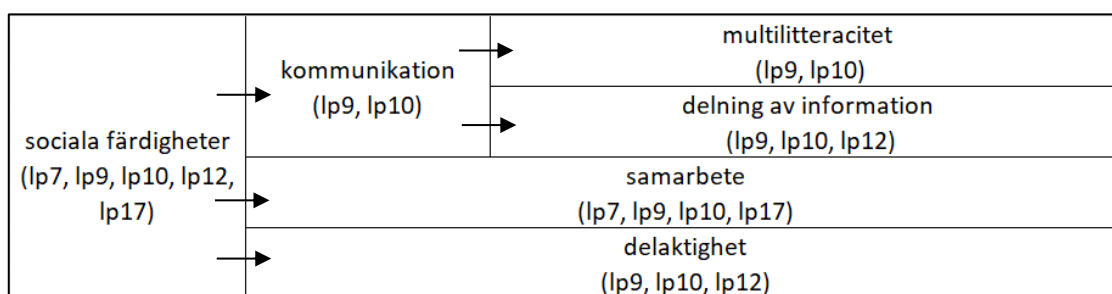 sociala färdigheter
(lp7, lp9, lp10, lp12,
lp17)
kommunikation
(lp9, lp10)
multilitteracitet
(lp9, lp10)
delning av information
(lp9, lp10, lp12)
samarbete
(lp7, lp9, lp10, lp17)
delaktighet
(lp9, lp10, lp12)